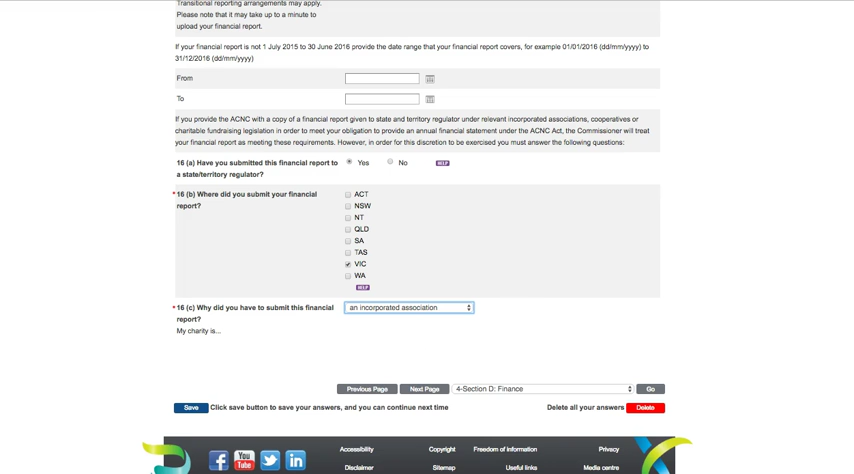 Transitional reporting arrangements may apply.
Please note that it may take up to a minute to
upload your financial report.
If your financial report is not 1 July 2015 to 30 June 2016 provide the date range that your financial report covers, for example 01/01/2016 (dd/mm/yyyy) to
31/12/2016 (dd/mm/yyyy)
From
To
If you provide the ACNC with a copy of a financial report given to state and territory regulator under relevant incorporated associations, cooperatives or
charitable fundraising legislation in order to meet your obligation to provide an annual financial statement under the ACNC Act, the Commissioner will treat
your financial report as meeting these requirements. However, in order for this discretion to be exercised you must answer the following questions:
16 (a) Have you submitted this financial report to Yes No HELP
a state/territory regulator?
* 16 (b) Where did you submit your financial ACT
report? NSW
NT
QLD
SA
TAS
VIC
WA
HELP
* 16 (c) Why did you have to submit this financial an incorporated association
report?
My charity is...
Previous Page Next Page 4-Section D: Finance Go
Save Click save button to save your answers, and you can continue next time Delete all your answers Delete
Accessibility Copyright Freedom of Information Privacy
You
Tube
Disclaimer Sitemap Useful links Media centre